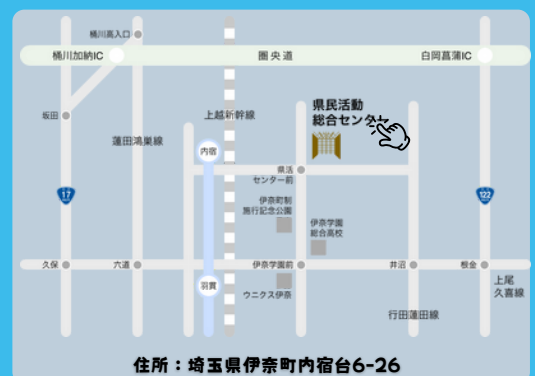 桶川高入口
桶川加納IC
圏央道
白岡菖蒲IC
坂田
上越新幹線
県民活動
総合センター
蓮田鴻巣線
内宿
県活
センター前
17
122
伊奈町制
施行記念公園
伊奈学園
総合高校
久保
六道
伊奈学園前
井沼
根金
羽貫
ウニクス伊奈
上尾
久喜線
行田蓮田線
住所：埼玉県伊奈町内宿台6-26